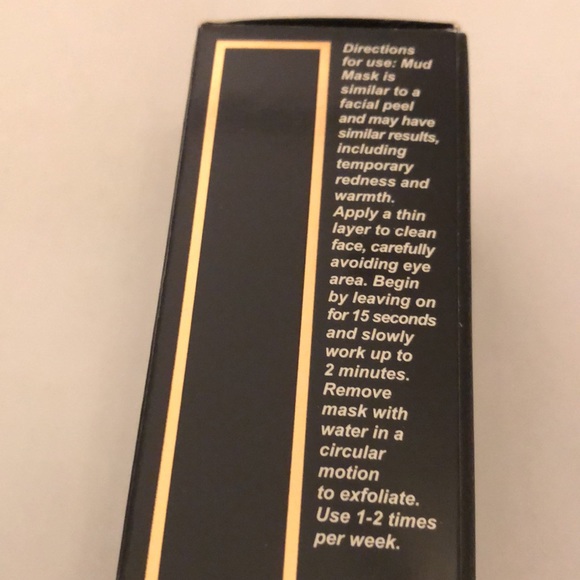 Directions
for use: Mud
Mask is
similar to a
facial peel
and may have
similar results,
including
temporary
redness and
warmth.
Apply a thin
layer to clean
face, carefully
avoiding eye
area. Begin
by leaving on
for 15 seconds
and slowly
work up to
2 minutes.
Remove
mask with
water in a
circular
motion
to exfoliate.
Use 1-2 times
per week.